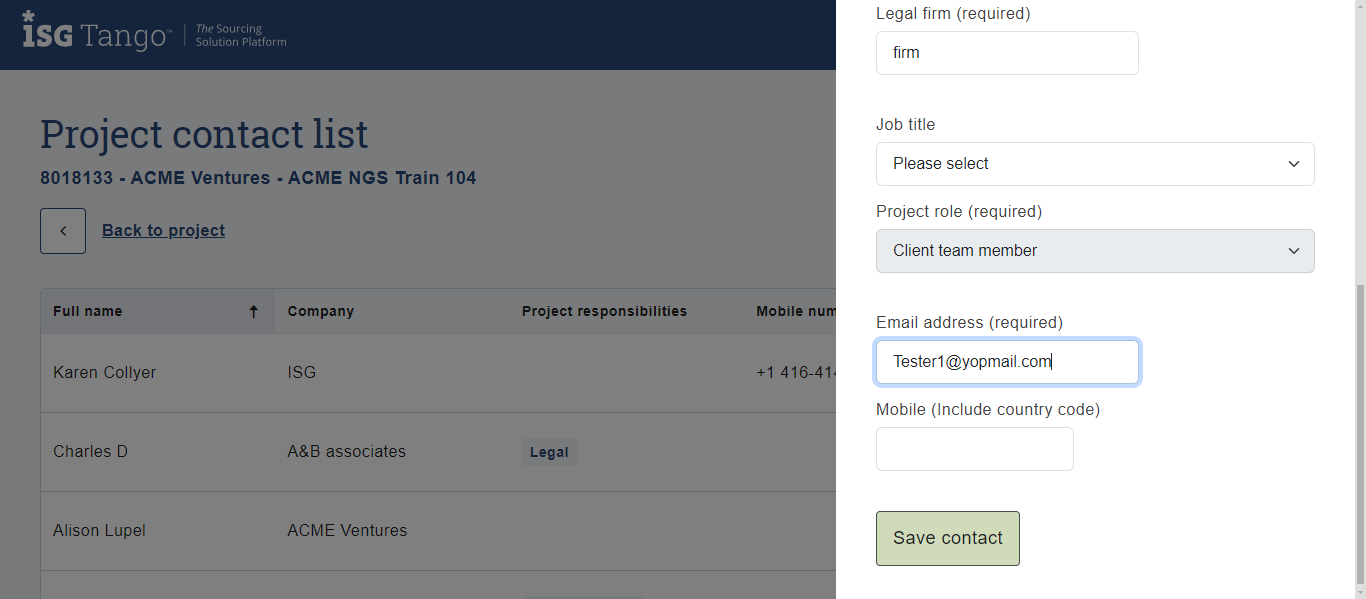 ISG Tango™ The Sourcing
Solution Platform
Project contact list
8018133 - ACME Ventures - ACME NGS Train 104
Back to project
Full name Company Project responsibilities Mobile num
Karen Collyer ISG +1 416-414
Charles D A&B associates Legal
Alison Lupel ACME Ventures
Legal firm (required)
firm
Job title
Please select
Project role (required)
Client team member
Email address (required)
Tester1@yopmail.com
Mobile (Include country code)
Save contact